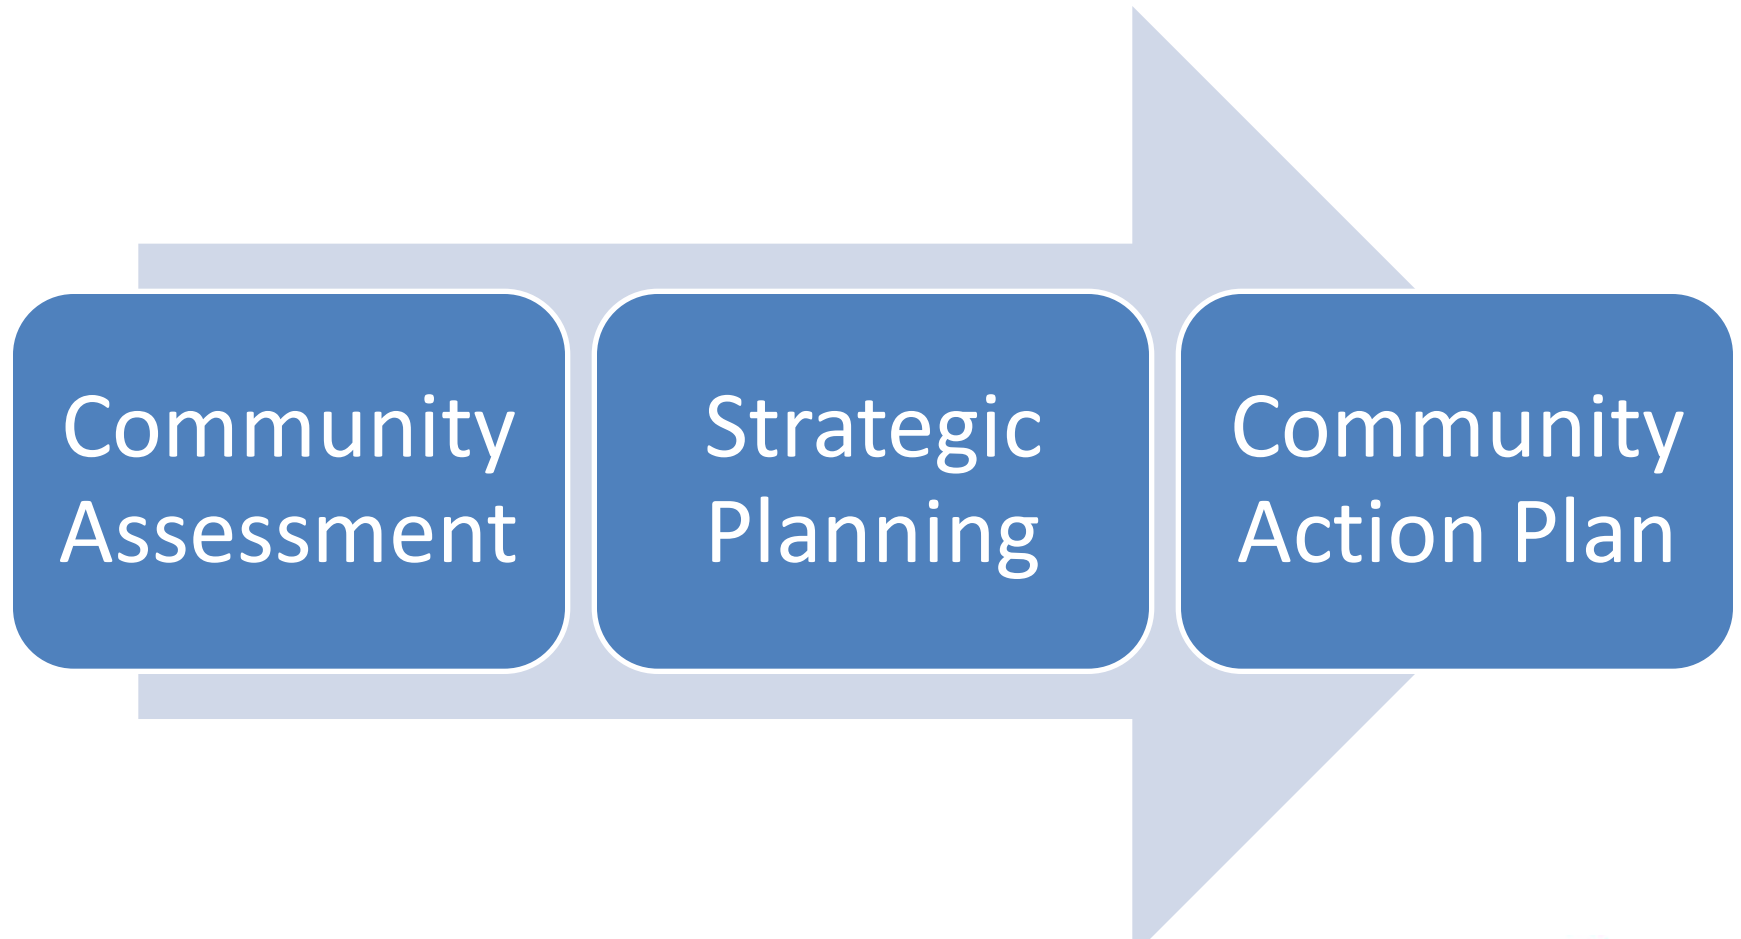 Community
Assessment
Strategic
Planning
Community
Action Plan